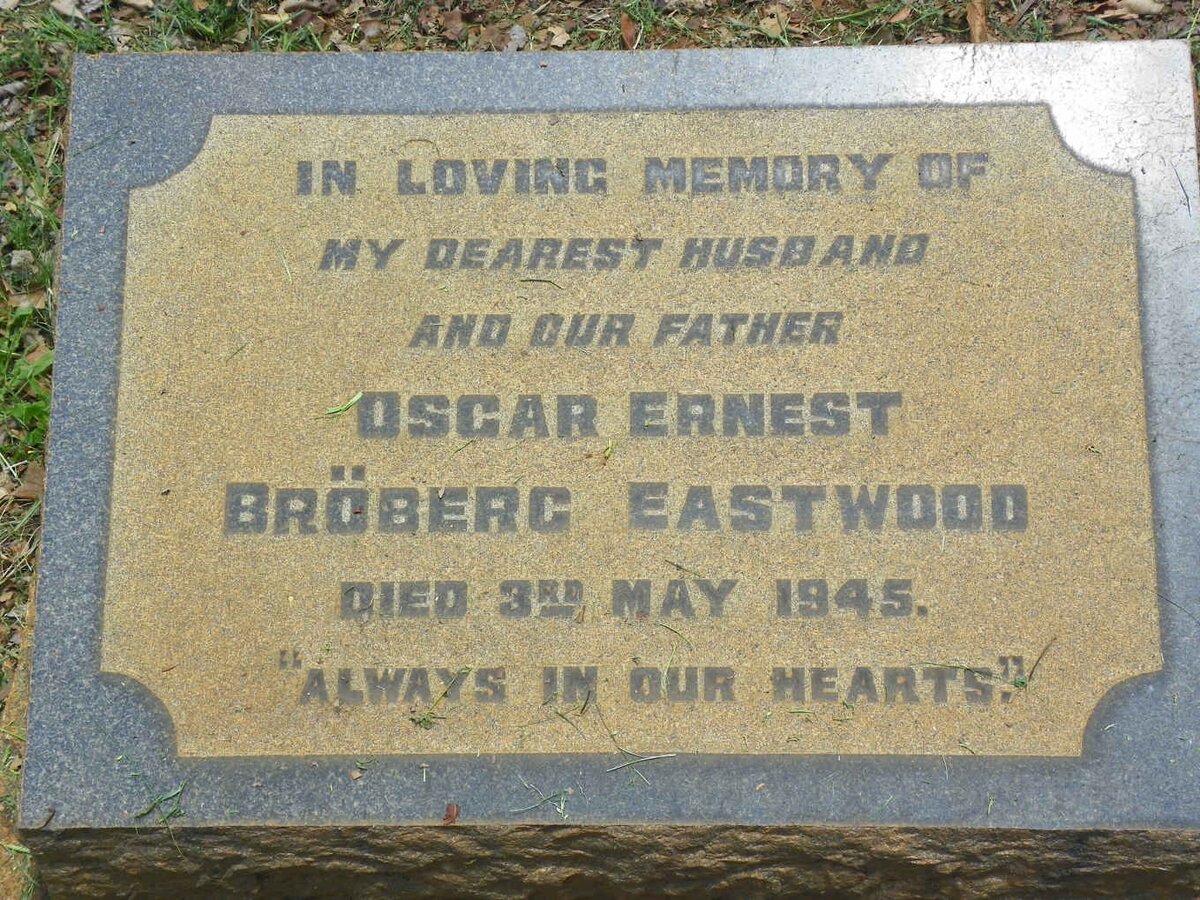 IN LOVING MEMORY OF
MY DEAREST HUSBAND
AND OUR FATHER
OSCAR ERNEST
BRÖBERG EASTWOOD
DIED 3RD MAY 1945.
"ALWAYS IN OUR HEARTS."